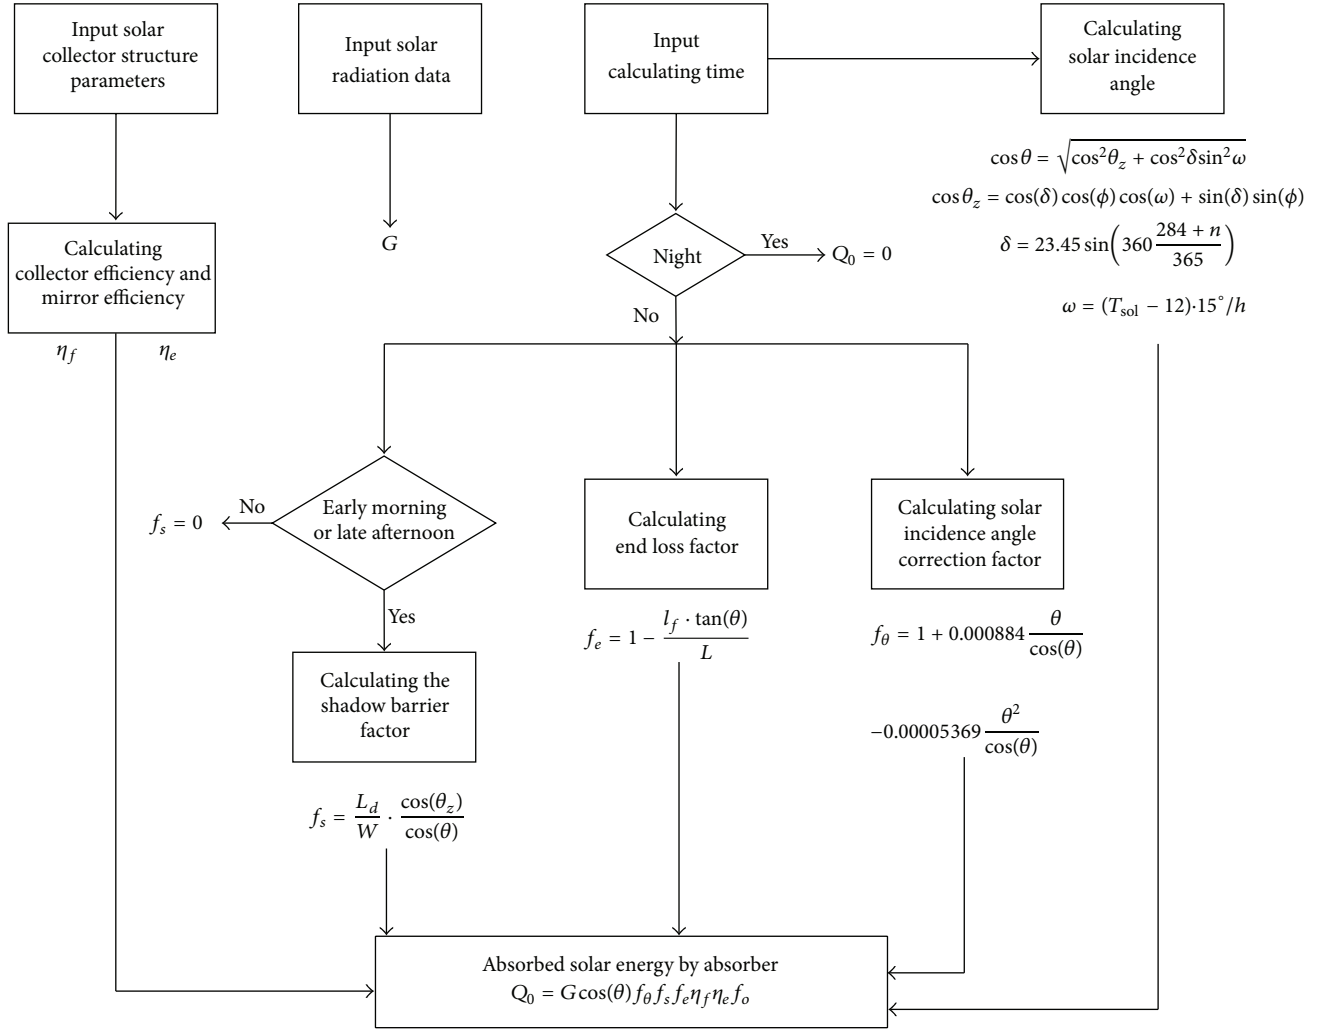 Input solar
collector structure
parameters
Input solar
radiation data
Input
calculating time
Calculating
solar incidence
angle
cos θ = √(cos²θ_z + cos²δsin²ω)
cos θ_z = cos(δ) cos(ϕ) cos(ω) + sin(δ) sin(ϕ)
δ = 23.45 sin(360 (284 + n)/365)
ω = (T_sol − 12)·15°/h
Calculating
collector efficiency and
mirror efficiency
η_f η_e
G
Night
Yes
Q_0 = 0
No
Early morning
or late afternoon
No
f_s = 0
Yes
Calculating the
shadow barrier
factor
f_s = L_d/W · cos(θ_z)/cos(θ)
Calculating
end loss factor
f_e = 1 − (l_f · tan(θ))/L
Calculating solar
incidence angle
correction factor
f_θ = 1 + 0.000884 θ/cos(θ)
−0.00005369 θ²/cos(θ)
Absorbed solar energy by absorber
Q_0 = G cos(θ) f_θ f_s f_e η_f η_e f_o